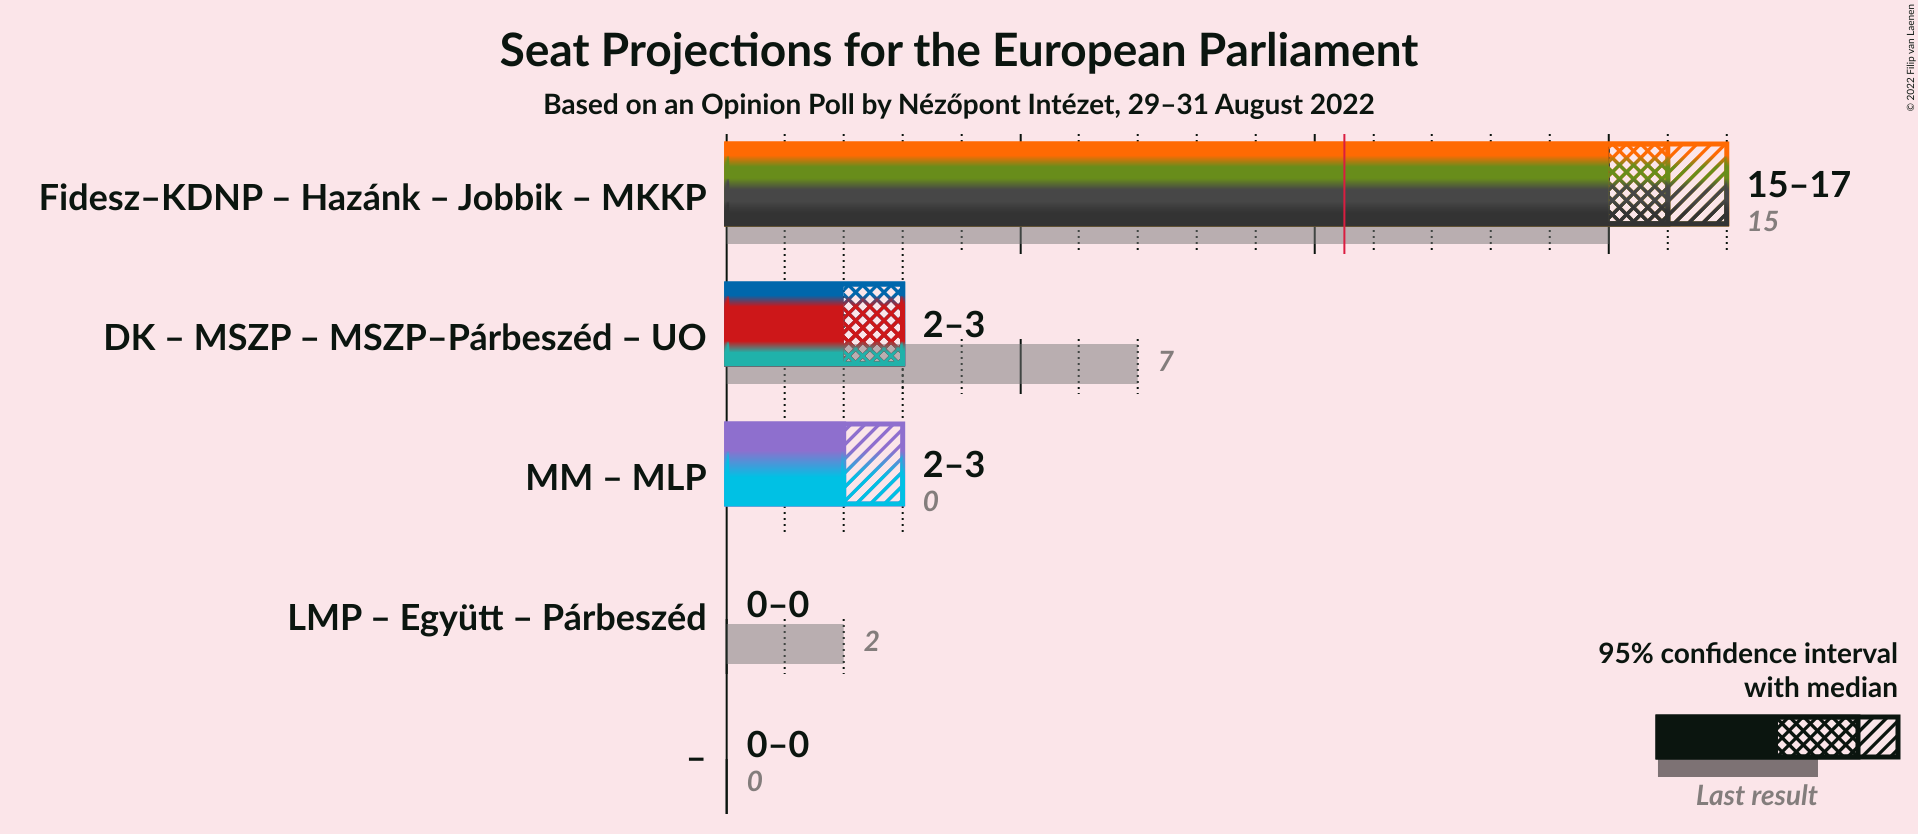 Seat Projections for the European Parliament
Based on an Opinion Poll by Nézőpont Intézet, 29–31 August 2022
© 2022 Filip van Laenen
Fidesz–KDNP – Hazánk – Jobbik – MKKP
15–17
15
DK – MSZP – MSZP–Párbeszéd – UO
2–3
7
MM – MLP
2–3
0
LMP – Együtt – Párbeszéd
0–0
2
–
0–0
0
95% confidence interval
with median
Last result